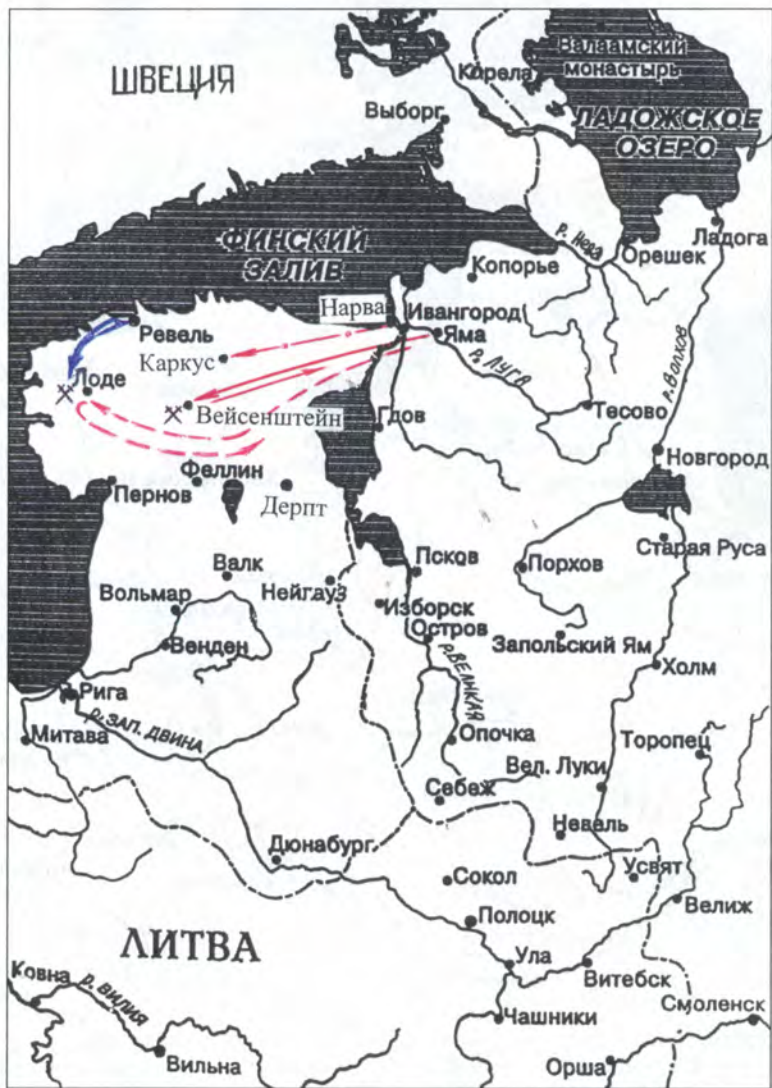 Валаамский
монастырь
ШВЕЦИЯ
Корела
Выборг
ЛАДОЖСКОЕ
ОЗЕРО
р. Нева
Ладога
ФИНСКИЙ
ЗАЛИВ
Орешек
Копорье
Нарва
Ивангород
Ревель
Яма
Каркус
р. Луга
р. Волхов
Лоде
Вейсенштейн
Гдов
Тесово
Новгород
Феллин
Пернов
Дерпт
Старая Руса
Псков
Порхов
Валк
Нейгауз
Вольмар
Изборск
Остров
Запольский Ям
Венден
р. ВЕЛИКАЯ
Холм
Рига
р. ЗАП. ДВИНА
Митава
Опочка
Торопец
Вел. Луки
Себеж
Невель
Дюнабург
Усвят
Сокол
Велиж
Полоцк
ЛИТВА
Ула
Витебск
Ковна
р. ВИЛИЯ
Смоленск
Чашники
Вильна
Орша